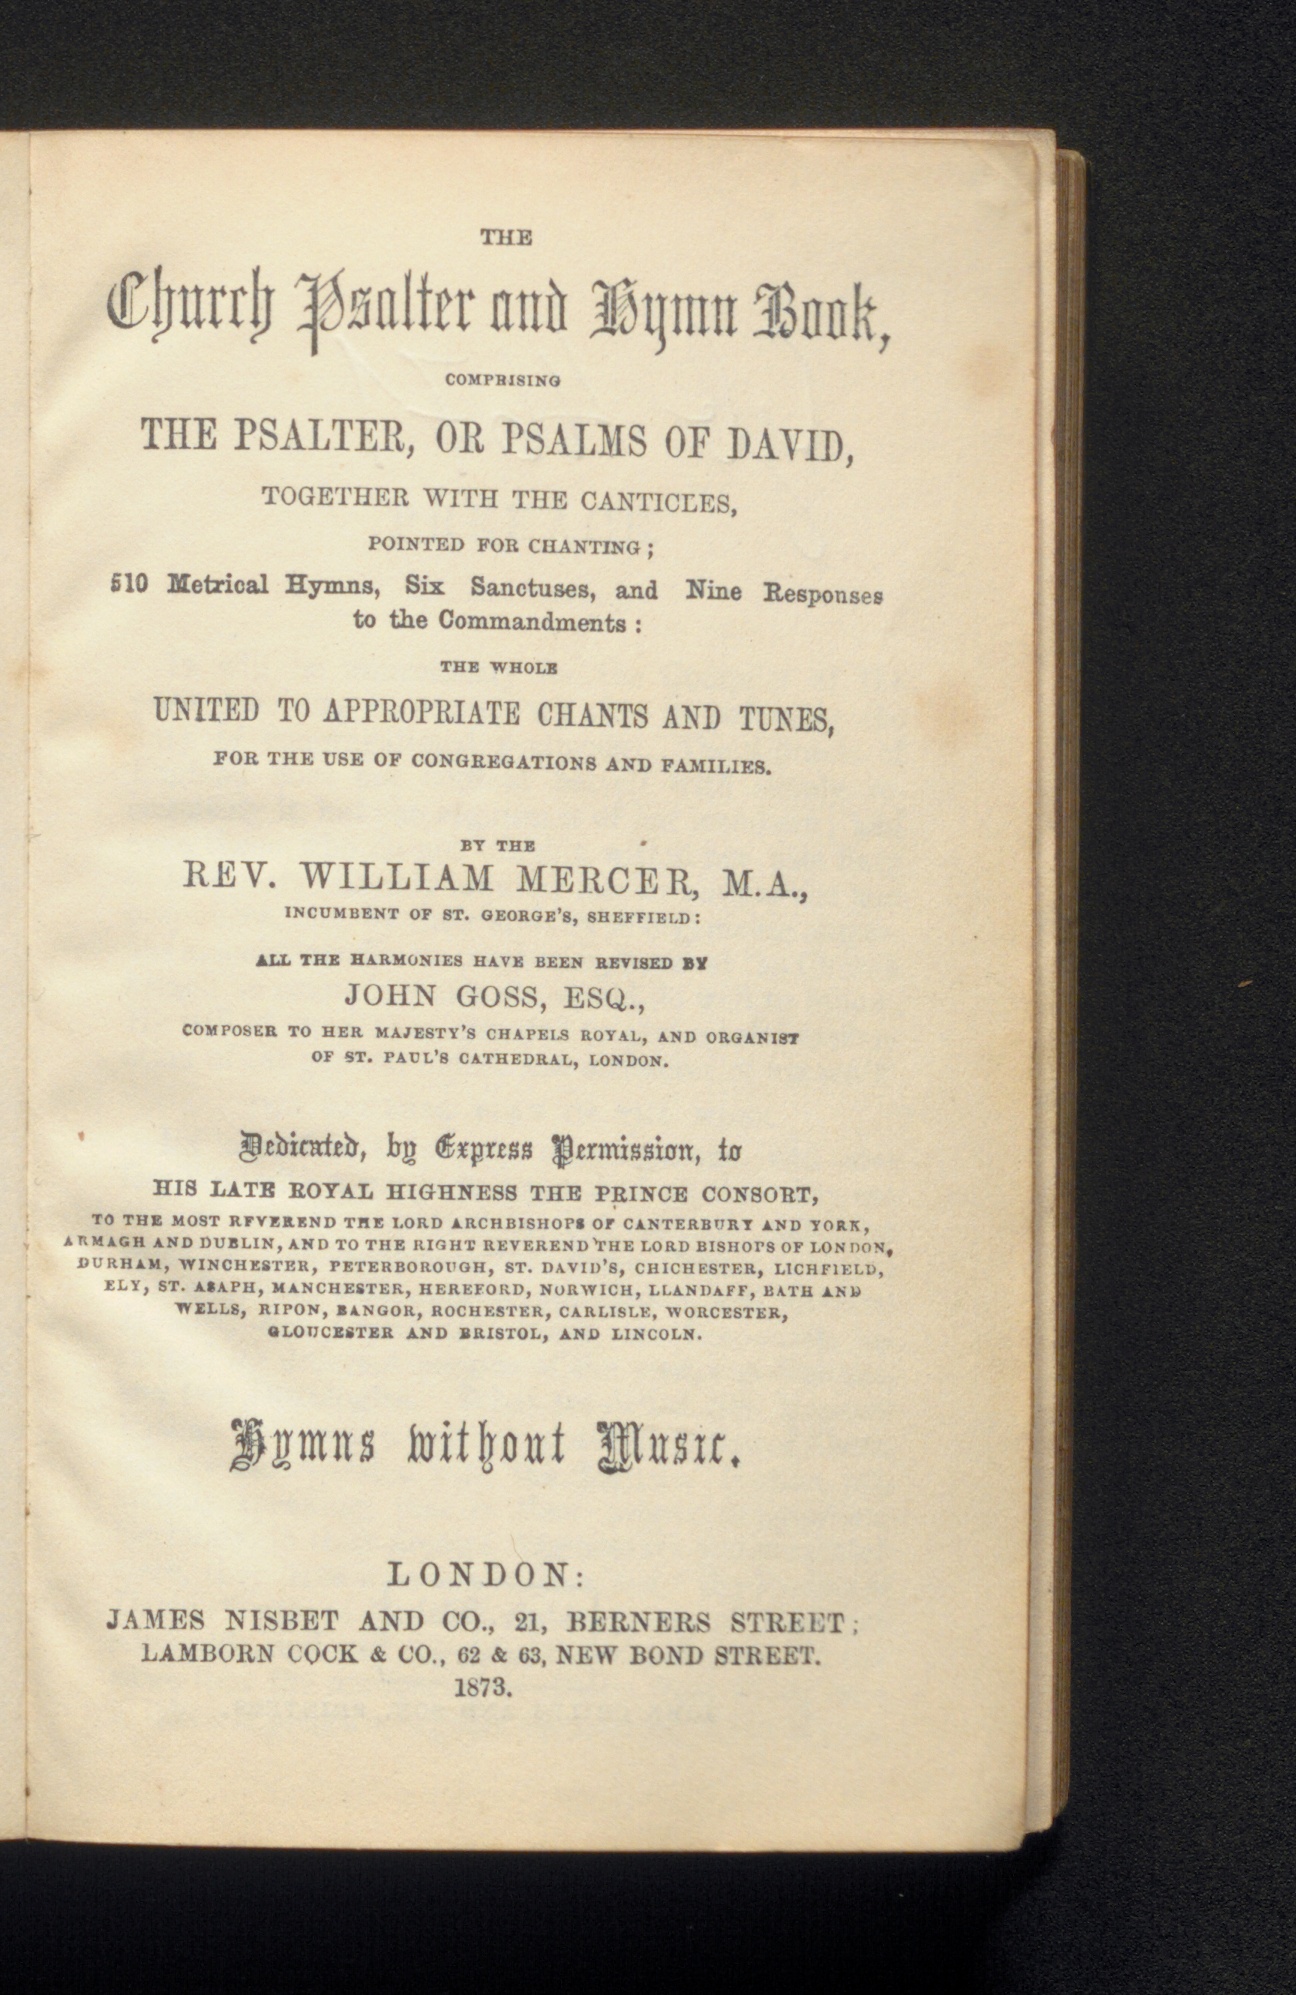 THE
Church Psalter and Hymn Book,
COMPRISING
THE PSALTER, OR PSALMS OF DAVID,
TOGETHER WITH THE CANTICLES,
POINTED FOR CHANTING;
510 Metrical Hymns, Six Sanctuses, and Nine Responses
to the Commandments:
THE WHOLE
UNITED TO APPROPRIATE CHANTS AND TUNES,
FOR THE USE OF CONGREGATIONS AND FAMILIES.
BY THE
REV. WILLIAM MERCER, M.A.,
INCUMBENT OF ST. GEORGE'S, SHEFFIELD:
ALL THE HARMONIES HAVE BEEN REVISED BY
JOHN GOSS, ESQ.,
COMPOSER TO HER MAJESTY'S CHAPELS ROYAL, AND ORGANIST
OF ST. PAUL'S CATHEDRAL, LONDON.
Dedicated, by Express Permission, to
HIS LATE ROYAL HIGHNESS THE PRINCE CONSORT,
TO THE MOST REVEREND THE LORD ARCHBISHOPS OF CANTERBURY AND YORK,
ARMAGH AND DUBLIN, AND TO THE RIGHT REVEREND THE LORD BISHOPS OF LONDON,
DURHAM, WINCHESTER, PETERBOROUGH, ST. DAVID'S, CHICHESTER, LICHFIELD,
ELY, ST. ASAPH, MANCHESTER, HEREFORD, NORWICH, LLANDAFF, BATH AND
WELLS, RIPON, BANGOR, ROCHESTER, CARLISLE, WORCESTER,
GLOUCESTER AND BRISTOL, AND LINCOLN.
Hymns without Music.
LONDON:
JAMES NISBET AND CO., 21, BERNERS STREET;
LAMBORN COCK & CO., 62 & 63, NEW BOND STREET.
1873.